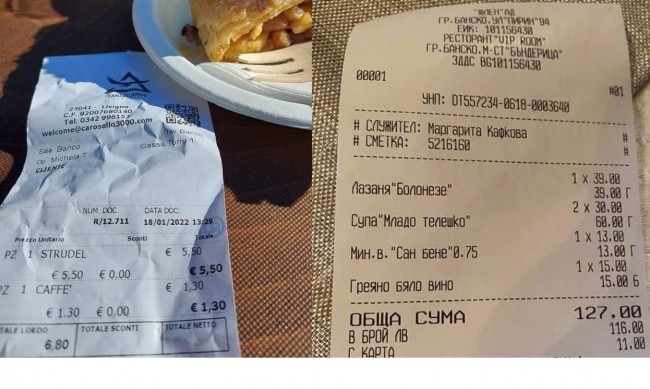 CAROSELLO3000
23041 Livigno
C.F. 92007680140
Tel. 0342 996152
welcome@carosello3000.com
Banco
Cassa Torre 1
Op. Michela T
CLIENTE
NUM. DOC. DATA DOC.
R/12.711 18/01/2022 13:29
Prezzo Unitario Sconti Totale
PZ 1 STRUDEL € 5,50
€ 5,50 € 0,00 € 5,50
PZ 1 CAFFE' € 1,30
€ 1.30 € 0.00 € 1,30
TALE LORDO TOTALE SCONTI TOTALE NETTO
6,80
"ЮЛЕН"АД
ГР.БАНСКО,УЛ"ПИРИН"94
ЕИК: 101156430
РЕСТОРАНТ"VIP ROOM"
ГР.БАНСКО,М-СТ"БЪНДЕРИЦА"
ЗДДС BG101156430
00001 #01
УНП: DT557234-0618-0003640
# СЛУЖИТЕЛ: Маргарита Кафкова #
# СМЕТКА: 5216160 #
1 x 39.00
Лазаня"Болонезе" 39.00 Г
2 x 30.00
Супа"Младо телешко" 60.00 Г
1 x 13.00
Мин.в."Сан бене"0.75 13.00 Г
1 x 15.00
Греяно бяло вино 15.00 Б
ОБЩА СУМА 127,00
В БРОЙ ЛВ 116.00
С КАРТА 11.00